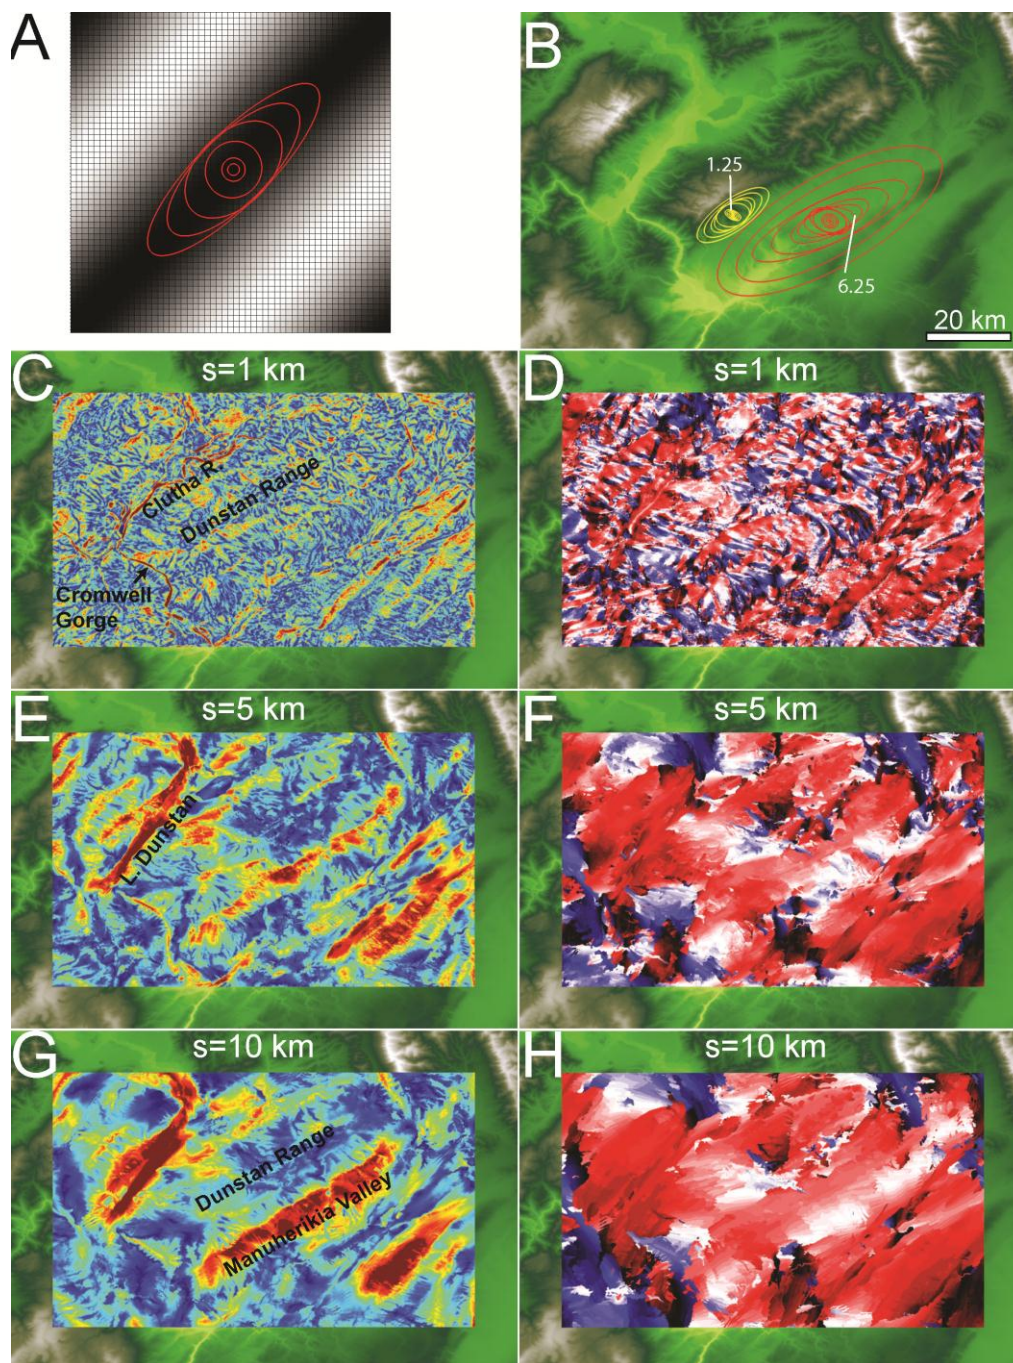 A
B
1.25
6.25
20 km
C
s=1 km
Clutha R
Dunstan Range
Cromwell
Gorge
D
s=1 km
E
s=5 km
L. Dunstan
F
s=5 km
G
s=10 km
Dunstan Range
Manuherikia Valley
H
s=10 km